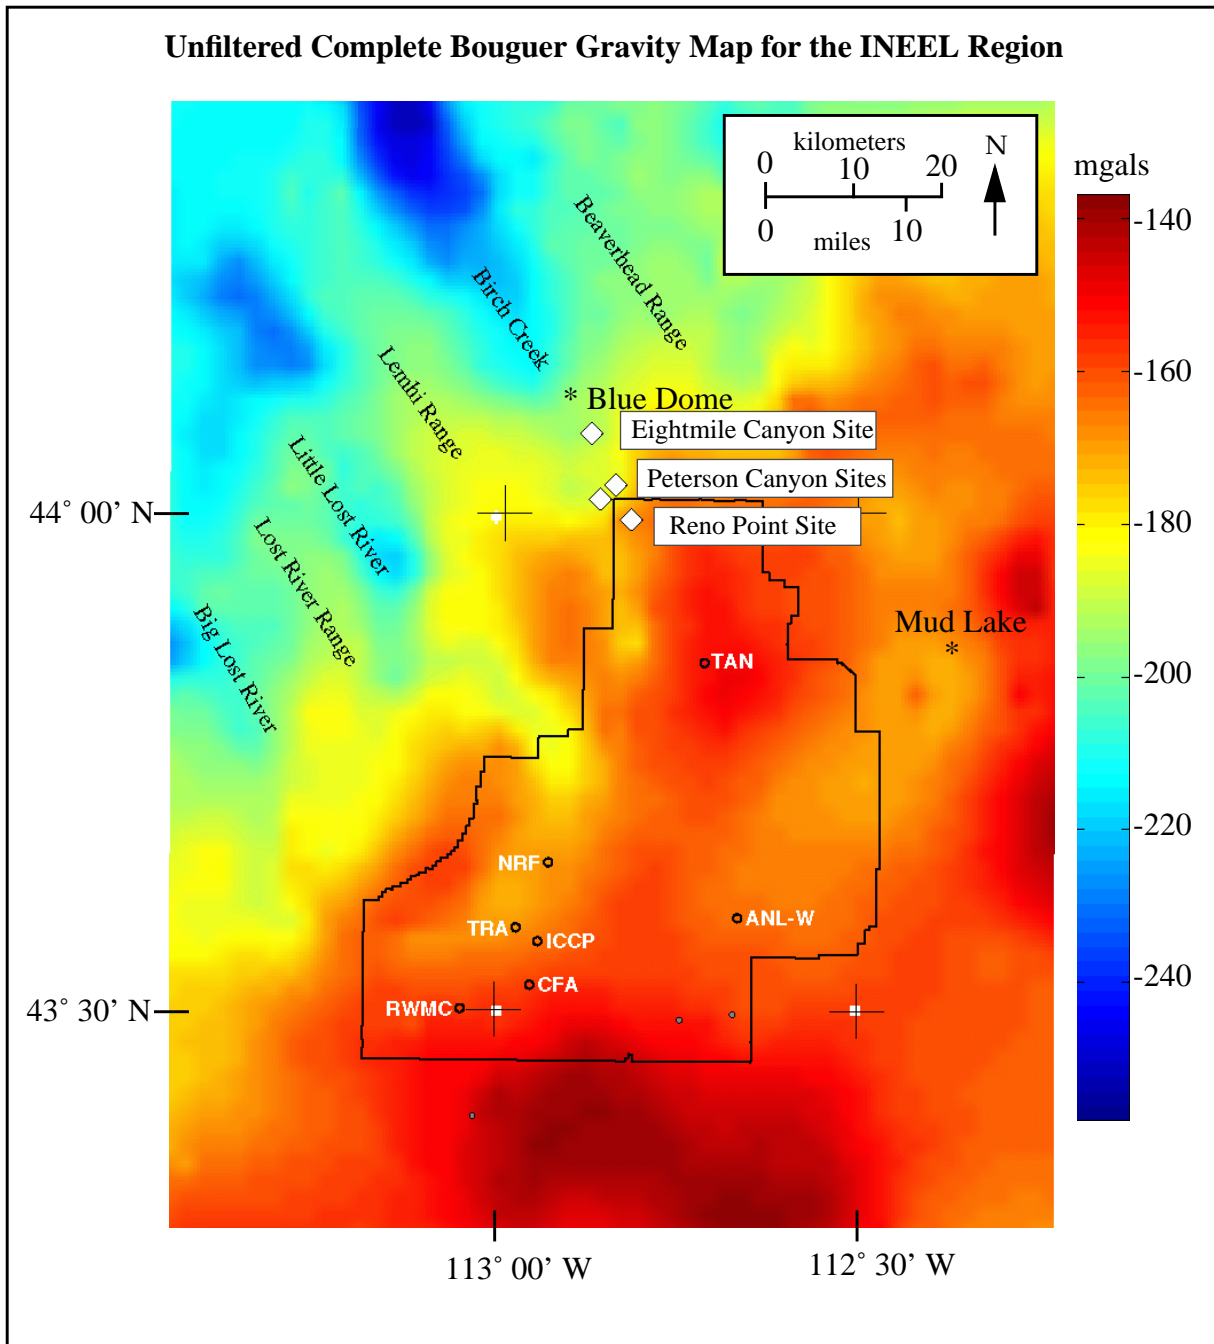 Unfiltered Complete Bouguer Gravity Map for the INEEL Region
kilometers
0 10 20
N
0 10
miles
mgals
-140
-160
-180
-200
-220
-240
Beaverhead Range
Birch Creek
Lemhi Range
* Blue Dome
Eightmile Canyon Site
Peterson Canyon Sites
Reno Point Site
Little Lost River
Lost River Range
Big Lost River
44° 00’ N
Mud Lake
*
TAN
NRF
TRA
ICCP
ANL-W
CFA
RWMC
43° 30’ N
113° 00’ W
112° 30’ W